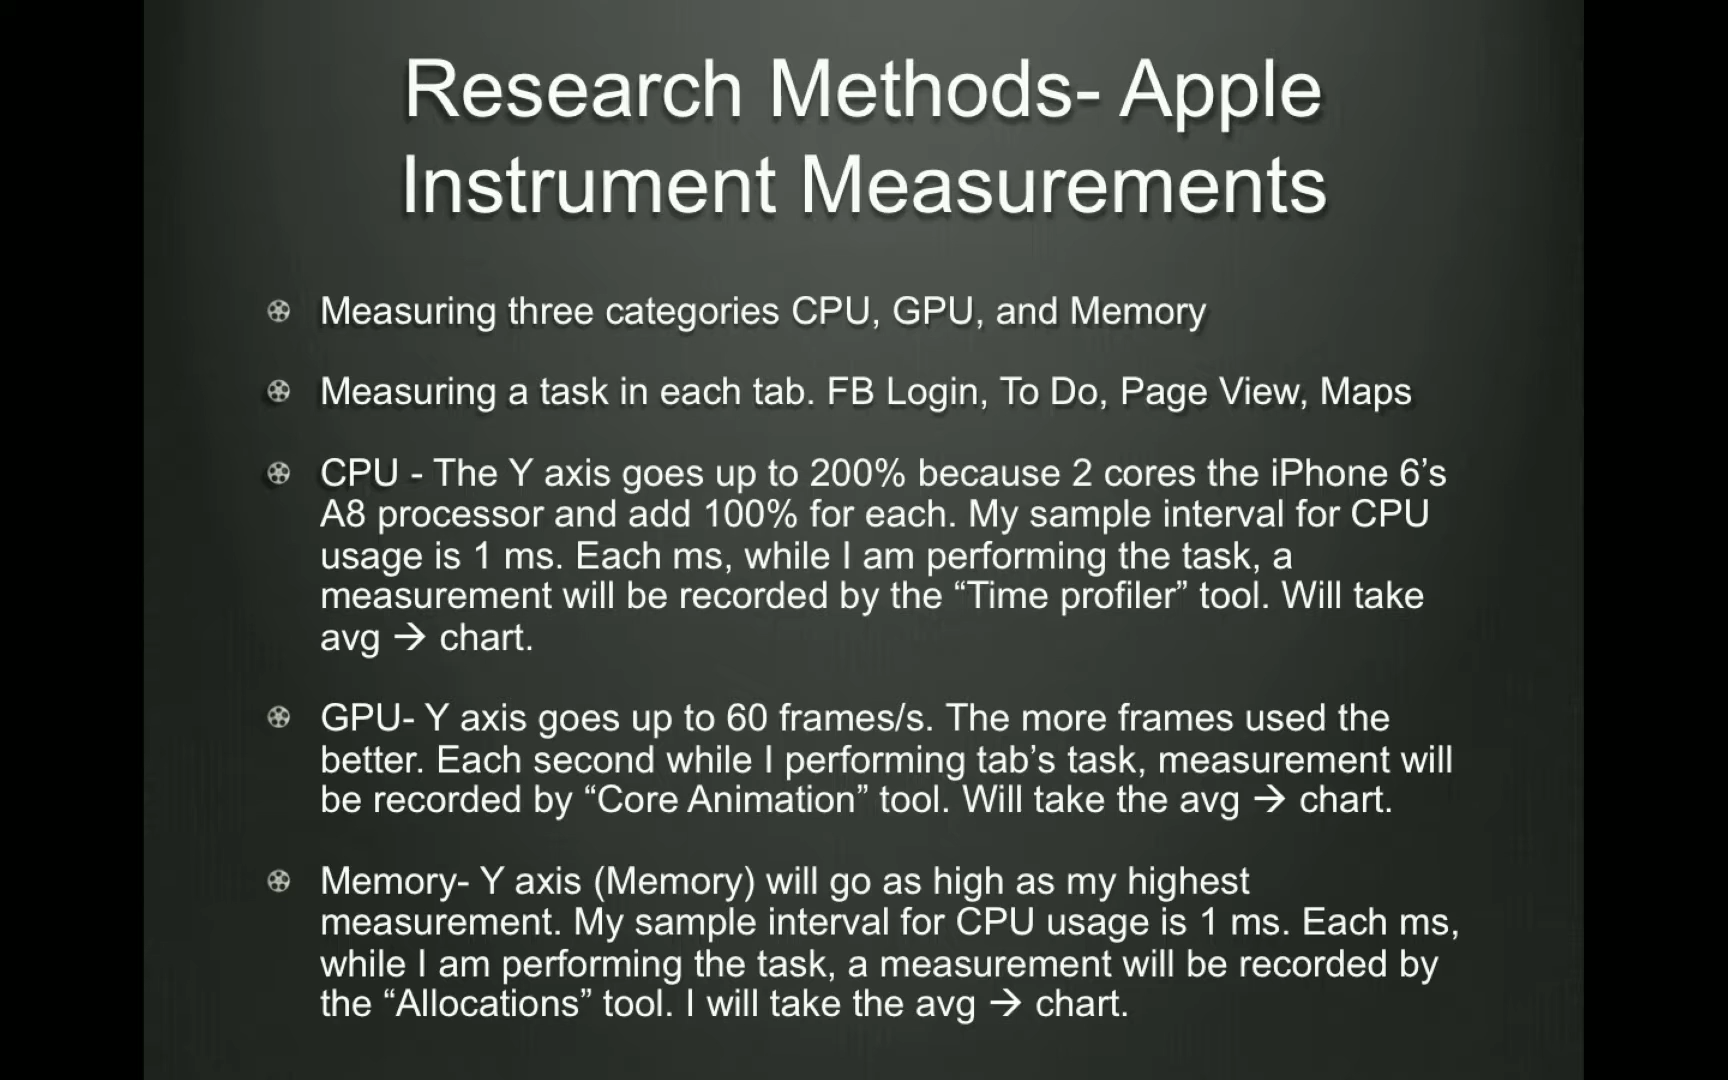 Research Methods- Apple
Instrument Measurements
Measuring three categories CPU, GPU, and Memory
Measuring a task in each tab. FB Login, To Do, Page View, Maps
CPU - The Y axis goes up to 200% because 2 cores the iPhone 6’s
A8 processor and add 100% for each. My sample interval for CPU
usage is 1 ms. Each ms, while I am performing the task, a
measurement will be recorded by the “Time profiler” tool. Will take
avg → chart.
GPU- Y axis goes up to 60 frames/s. The more frames used the
better. Each second while I performing tab’s task, measurement will
be recorded by “Core Animation” tool. Will take the avg → chart.
Memory- Y axis (Memory) will go as high as my highest
measurement. My sample interval for CPU usage is 1 ms. Each ms,
while I am performing the task, a measurement will be recorded by
the “Allocations” tool. I will take the avg → chart.